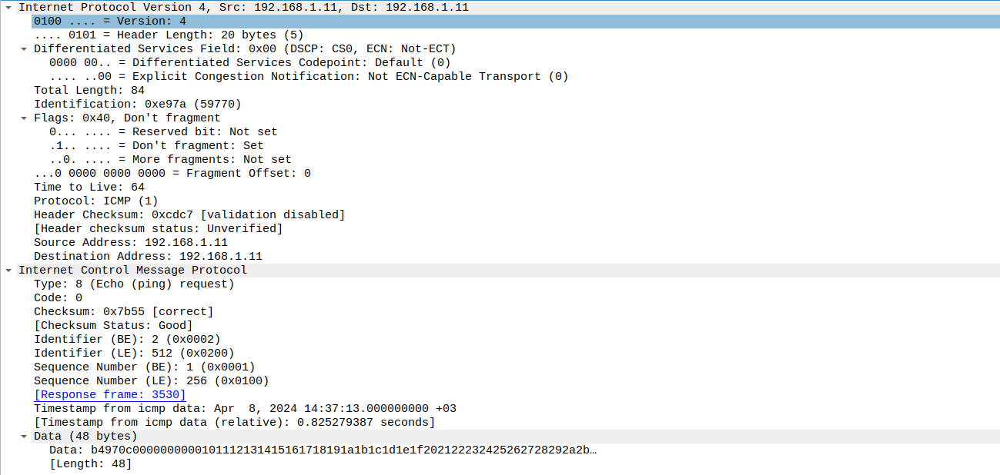 Internet Protocol Version 4, Src: 192.168.1.11, Dst: 192.168.1.11
0100 .... = Version: 4
.... 0101 = Header Length: 20 bytes (5)
Differentiated Services Field: 0x00 (DSCP: CS0, ECN: Not-ECT)
0000 00.. = Differentiated Services Codepoint: Default (0)
.... ..00 = Explicit Congestion Notification: Not ECN-Capable Transport (0)
Total Length: 84
Identification: 0xe97a (59770)
Flags: 0x40, Don't fragment
0... .... = Reserved bit: Not set
.1.. .... = Don't fragment: Set
..0. .... = More fragments: Not set
...0 0000 0000 0000 = Fragment Offset: 0
Time to Live: 64
Protocol: ICMP (1)
Header Checksum: 0xcdc7 [validation disabled]
[Header checksum status: Unverified]
Source Address: 192.168.1.11
Destination Address: 192.168.1.11
Internet Control Message Protocol
Type: 8 (Echo (ping) request)
Code: 0
Checksum: 0x7b55 [correct]
[Checksum Status: Good]
Identifier (BE): 2 (0x0002)
Identifier (LE): 512 (0x0200)
Sequence Number (BE): 1 (0x0001)
Sequence Number (LE): 256 (0x0100)
[Response frame: 3530]
Timestamp from icmp data: Apr  8, 2024 14:37:13.000000000 +03
[Timestamp from icmp data (relative): 0.825279387 seconds]
Data (48 bytes)
Data: b4970c0000000000101112131415161718191a1b1c1d1e1f202122232425262728292a2b…
[Length: 48]